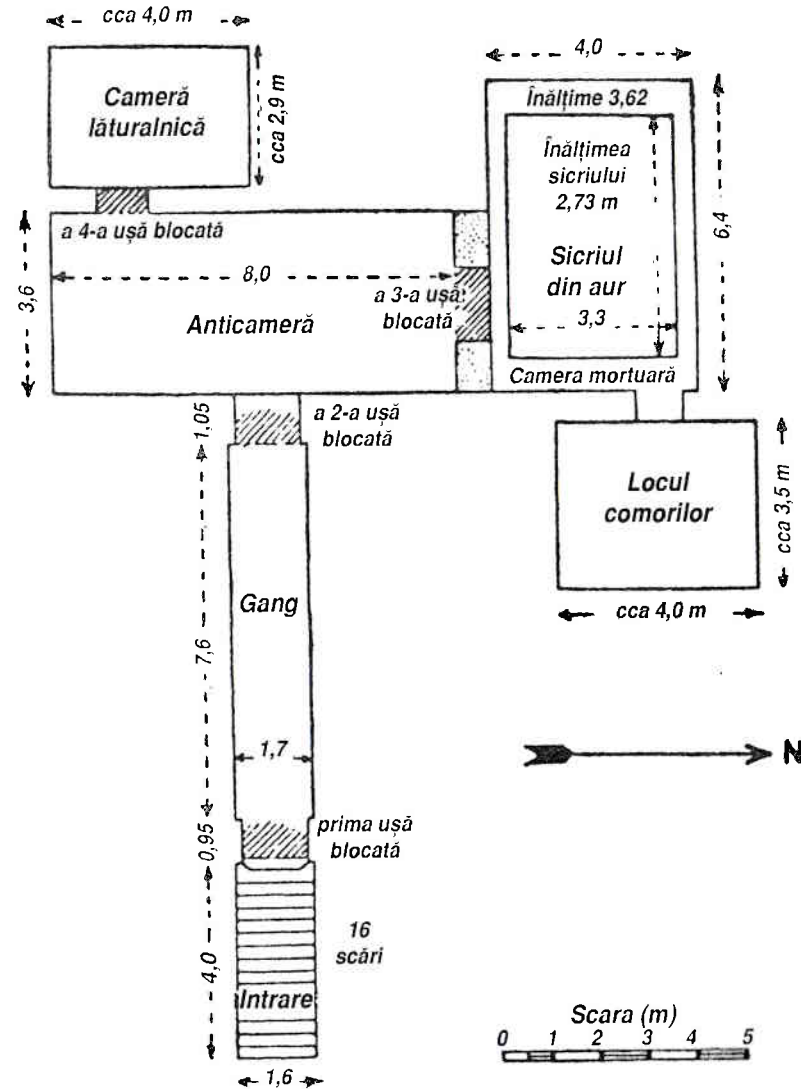 cca 4,0 m
Cameră
lăturalnică
cca 2,9 m
4,0
Înălțime 3,62
Înălțimea
sicriului
2,73 m
Sicriul
din aur
3,3
Camera mortuară
6,4
a 4-a ușă blocată
3,6
8,0
a 3-a ușă
blocată
Anticameră
1,05
a 2-a ușă
blocată
Locul
comorilor
cca 3,5 m
cca 4,0 m
Gang
7,6
1,7
N
prima ușă
blocată
0,95
16
scări
4,0
Intrare
1,6
Scara (m)
0 1 2 3 4 5